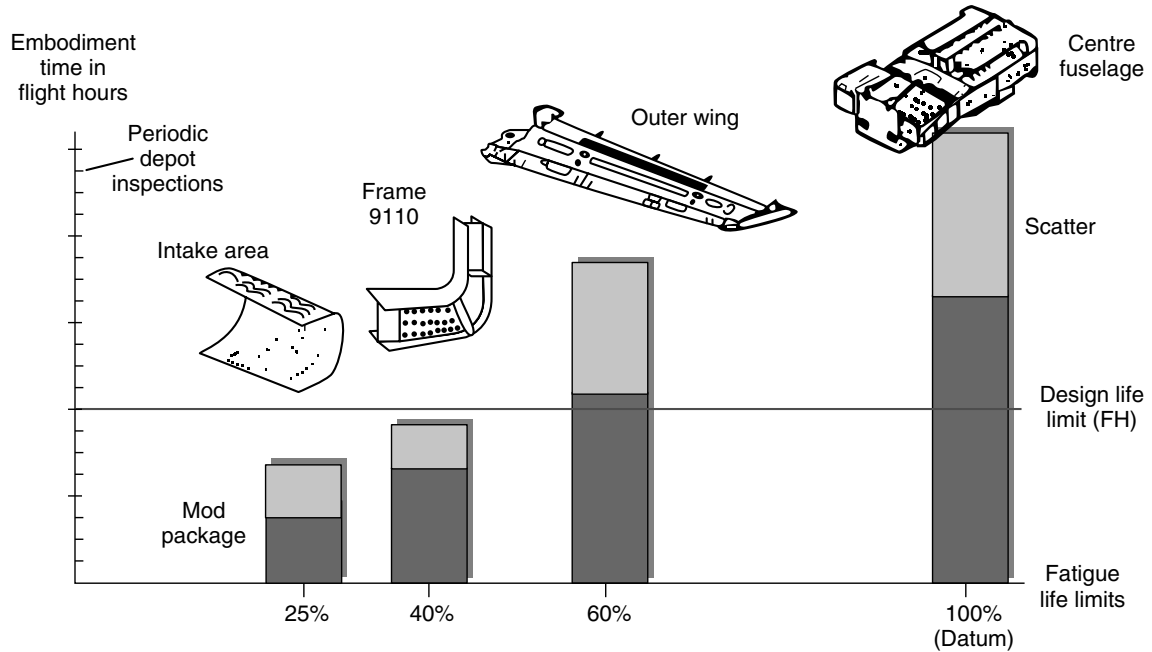 Embodiment
time in
flight hours
Periodic
depot
inspections
Intake area
Frame
9110
Outer wing
Centre
fuselage
Scatter
Design life
limit (FH)
Mod
package
Fatigue
life limits
25%
40%
60%
100%
(Datum)